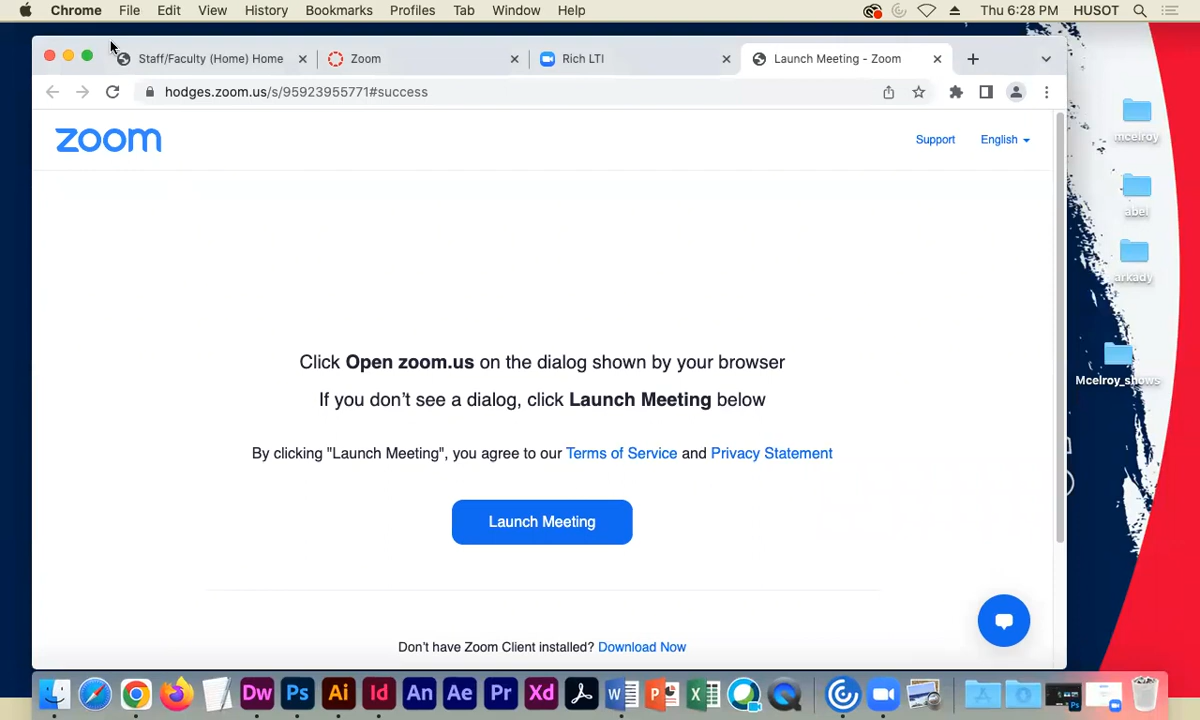 Chrome File Edit View History Bookmarks Profiles Tab Window Help Thu 6:28 PM HUSOT
Staff/Faculty (Home) Home Zoom Rich LTI Launch Meeting - Zoom
hodges.zoom.us/s/95923955771#success
zoom Support English
mcelroy
abel
arkady
Mcelroy_shows
Click Open zoom.us on the dialog shown by your browser
If you don't see a dialog, click Launch Meeting below
By clicking "Launch Meeting", you agree to our Terms of Service and Privacy Statement
Launch Meeting
Don't have Zoom Client installed? Download Now
Dw Ps Ai Id An Ae Pr Xd W P X